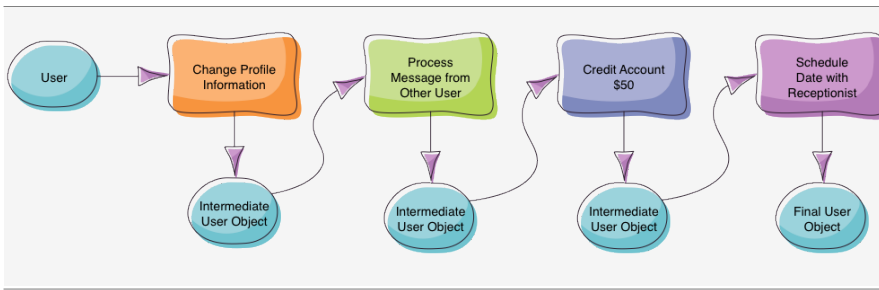 User
Change Profile
Information
Process
Message from
Other User
Credit Account
$50
Schedule
Date with
Receptionist
Intermediate
User Object
Intermediate
User Object
Intermediate
User Object
Final User
Object